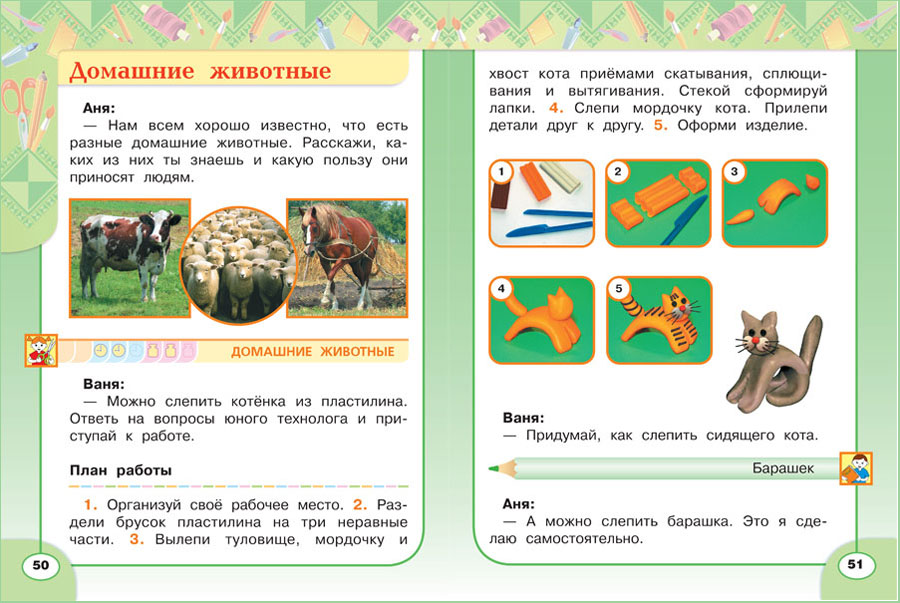 Домашние животные
Аня:
— Нам всем хорошо известно, что есть
разные домашние животные. Расскажи, ка-
ких из них ты знаешь и какую пользу они
приносят людям.
ДОМАШНИЕ ЖИВОТНЫЕ
Ваня:
— Можно слепить котёнка из пластилина.
Ответь на вопросы юного технолога и при-
ступай к работе.
План работы
1. Организуй своё рабочее место. 2. Раз-
дели брусок пластилина на три неравные
части. 3. Вылепи туловище, мордочку и
50
хвост кота приёмами скатывания, сплющи-
вания и вытягивания. Стекой сформируй
лапки. 4. Слепи мордочку кота. Прилепи
детали друг к другу. 5. Оформи изделие.
1
2
3
4
5
Ваня:
— Придумай, как слепить сидящего кота.
Барашек
Аня:
— А можно слепить барашка. Это я сде-
лаю самостоятельно.
51